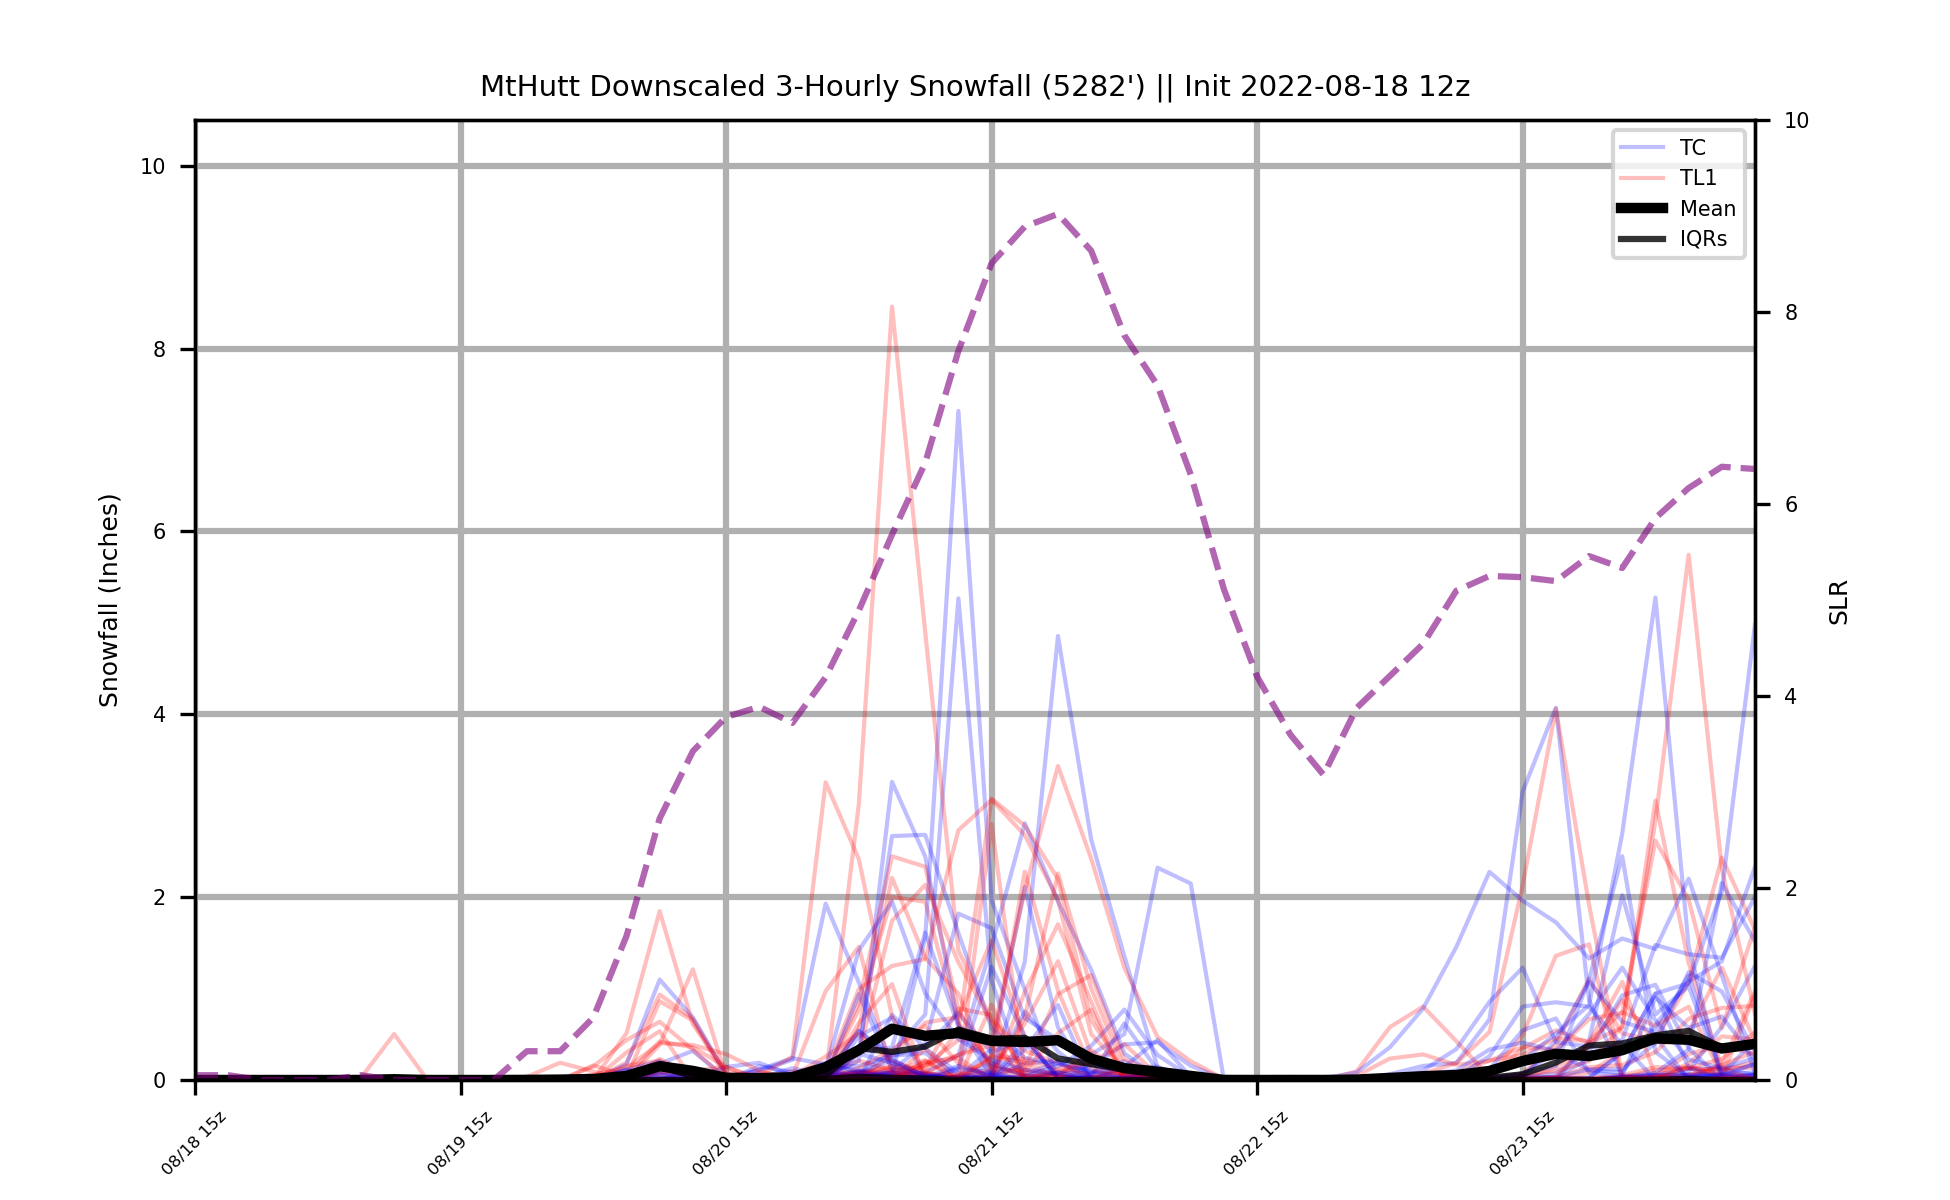 MtHutt Downscaled 3-Hourly Snowfall (5282') || Init 2022-08-18 12z
TC
TL1
Mean
IQRs
Snowfall (Inches)
10
8
6
4
2
0
SLR
10
8
6
4
2
0
08/18 15z
08/19 15z
08/20 15z
08/21 15z
08/22 15z
08/23 15z